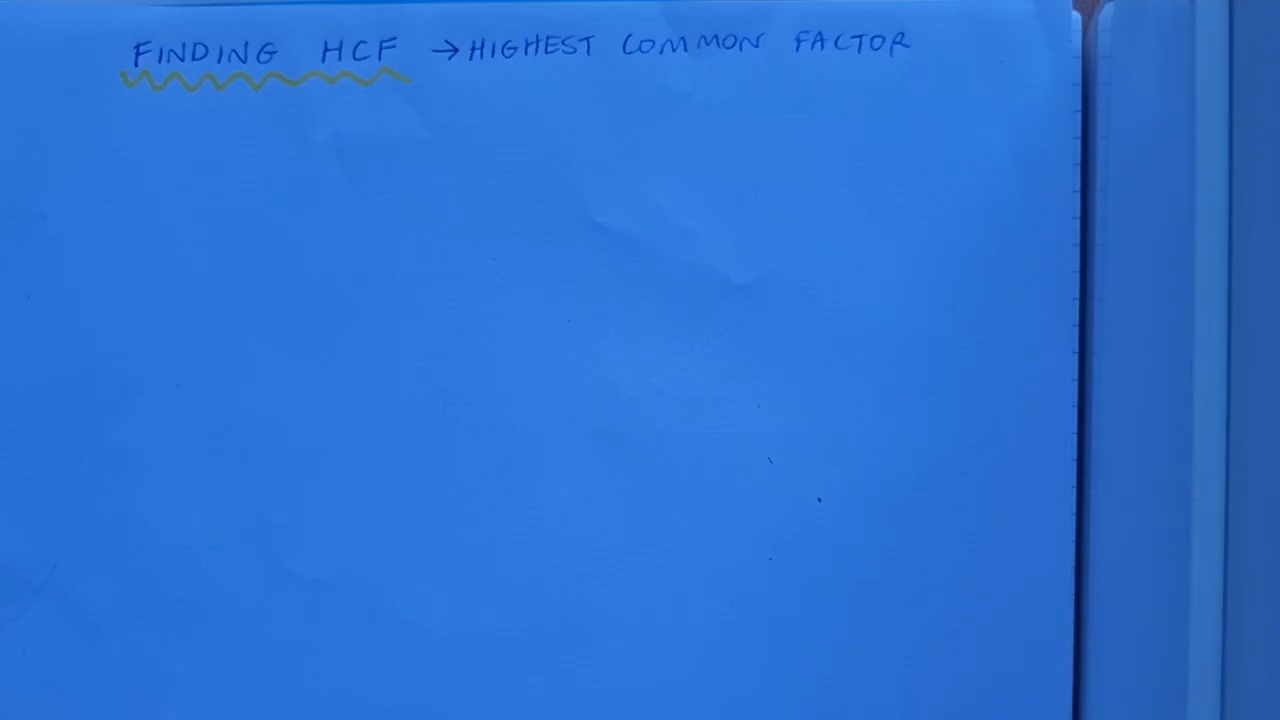 FINDING HCF → HIGHEST COMMON FACTOR